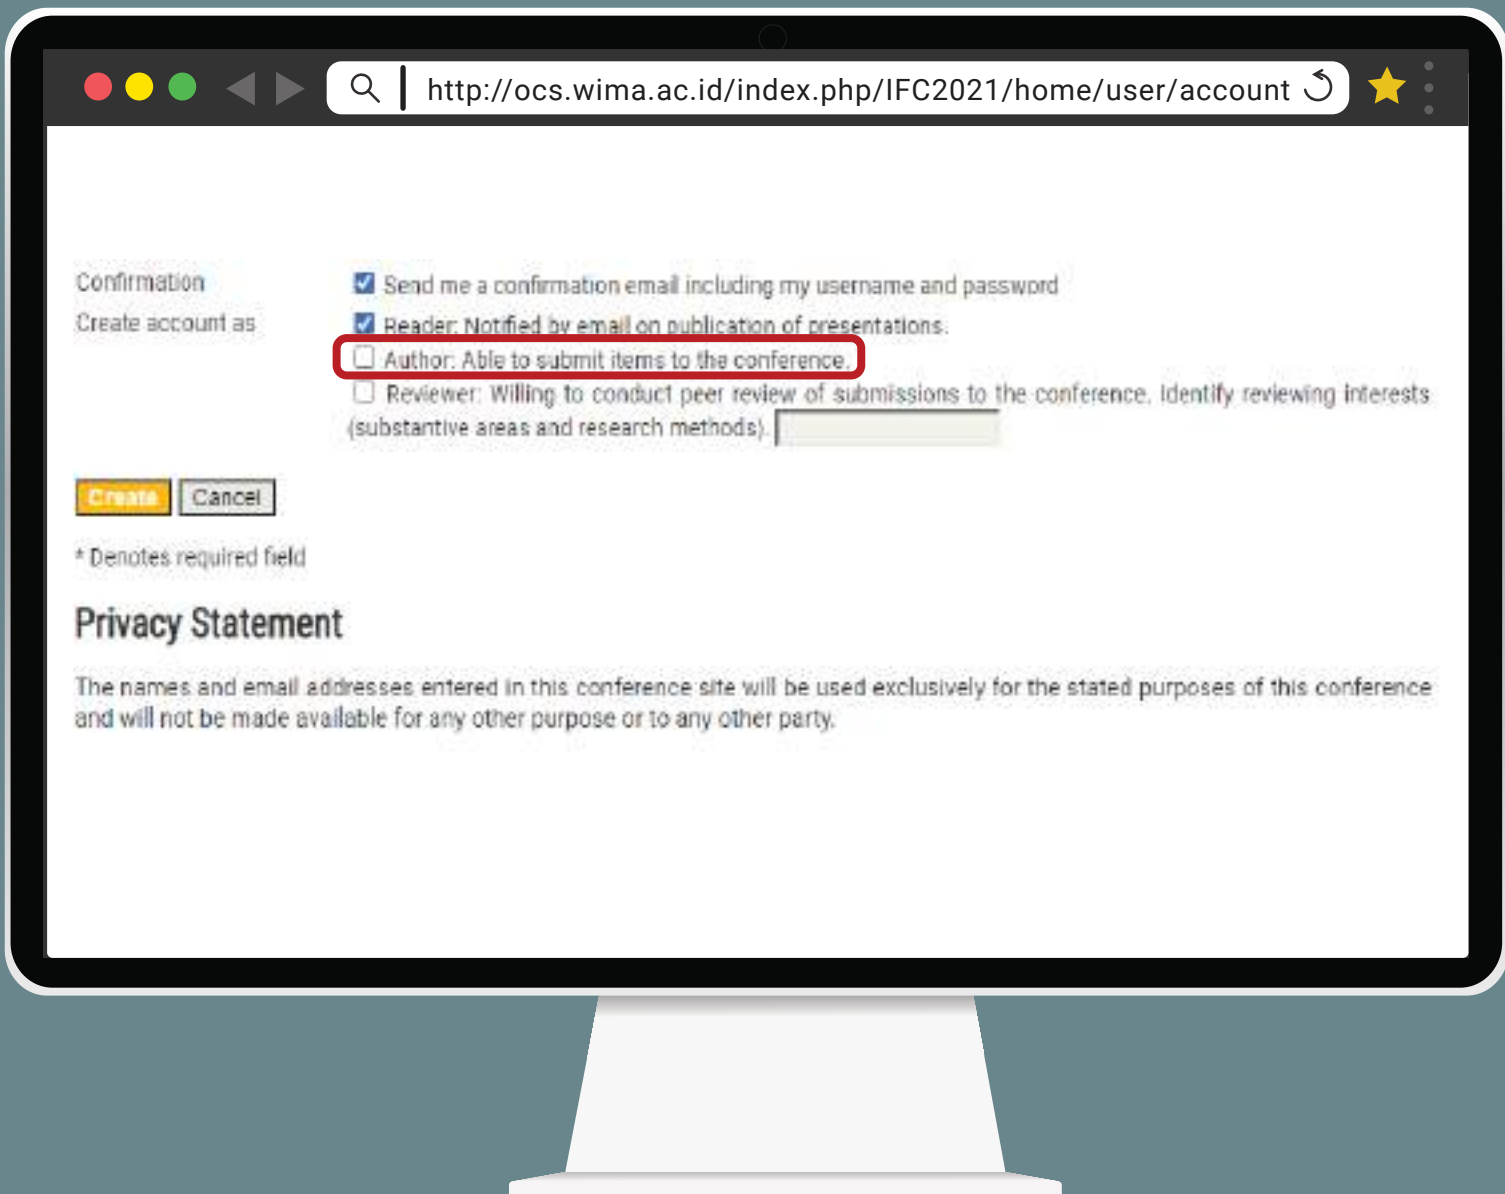 http://ocs.wima.ac.id/index.php/IFC2021/home/user/account
Confirmation Send me a confirmation email including my username and password
Create account as Reader: Notified by email on publication of presentations.
Author: Able to submit items to the conference.
Reviewer: Willing to conduct peer review of submissions to the conference. Identify reviewing interests
(substantive areas and research methods).
Create Cancel
* Denotes required field
Privacy Statement
The names and email addresses entered in this conference site will be used exclusively for the stated purposes of this conference
and will not be made available for any other purpose or to any other party.